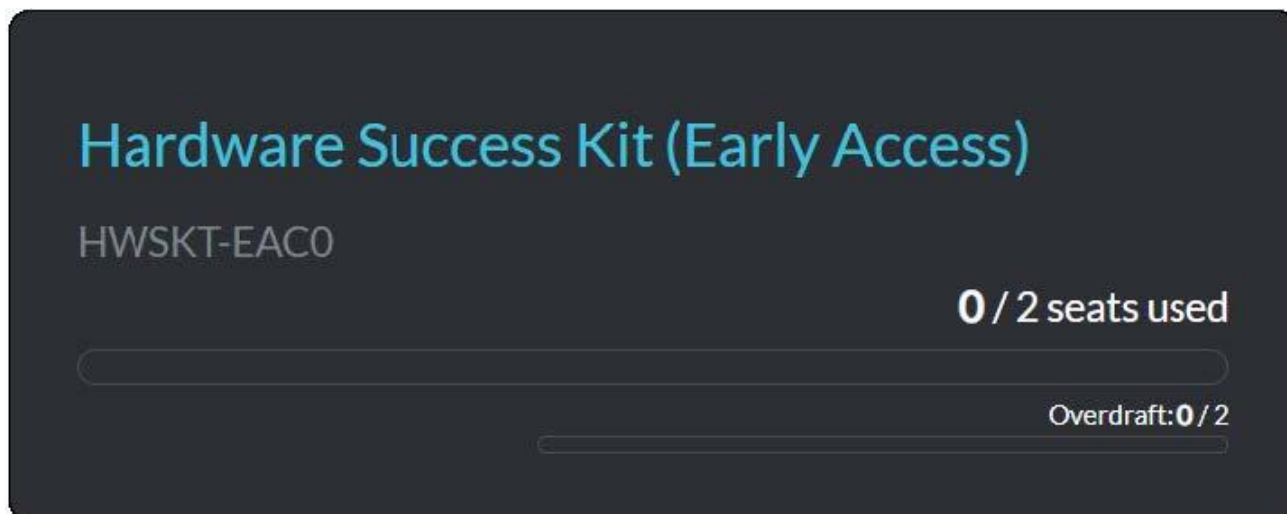 Hardware Success Kit (Early Access)
HWSKT-EAC0
0 / 2 seats used
Overdraft: 0 / 2